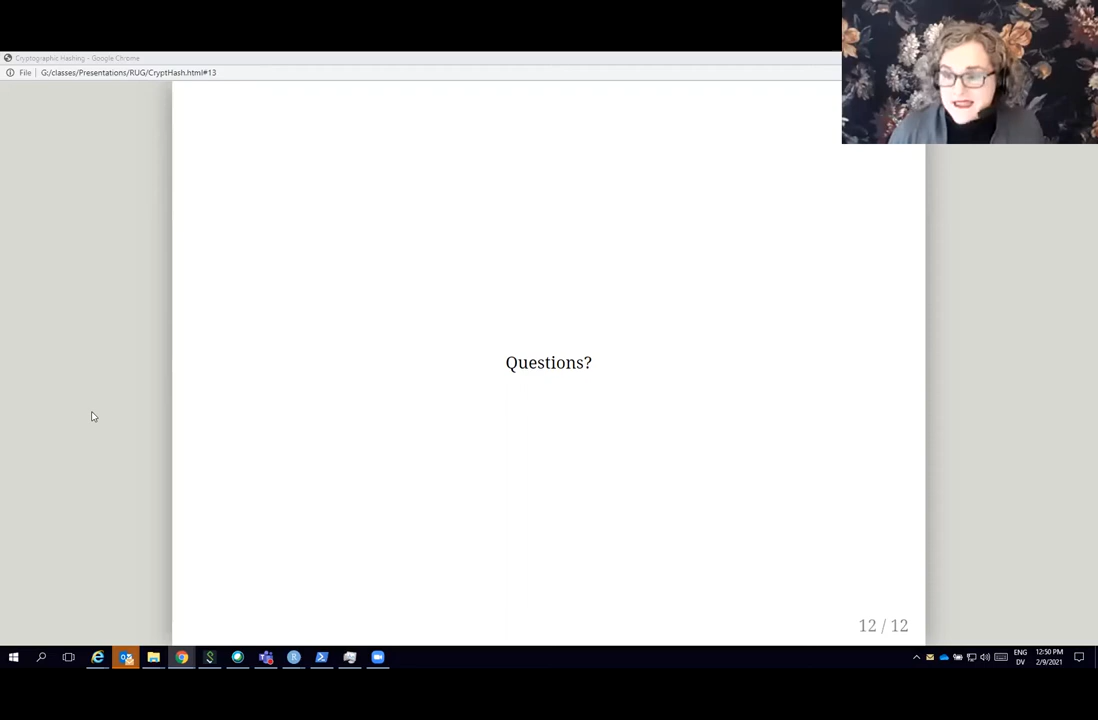 Cryptographic Hashing - Google Chrome
File G:/classes/Presentations/RUG/CryptHash.html#13
Questions?
12 / 12
ENG 12:50 PM
DV 2/9/2021